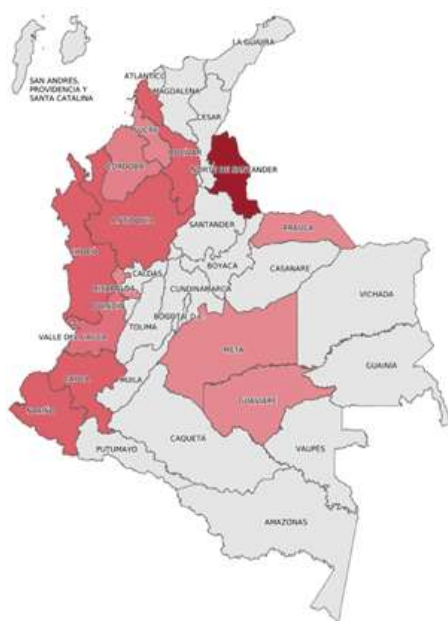 LA GUAJIRA
SAN ANDRES,
PROVIDENCIA Y
SANTA CATALINA
ATLANTICO
MAGDALENA
CESAR
SUCRE
BOLIVAR
CORDOBA
NORTE DE SANTANDER
ANTIOQUIA
SANTANDER
ARAUCA
CHOCO
BOYACA
CASANARE
CALDAS
RISARALDA
CUNDINAMARCA
VICHADA
QUINDIO
BOGOTA D.C.
TOLIMA
VALLE DEL CAUCA
META
GUAINIA
CAUCA
HUILA
GUAVIARE
NARIÑO
CAQUETA
VAUPÉS
PUTUMAYO
AMAZONAS